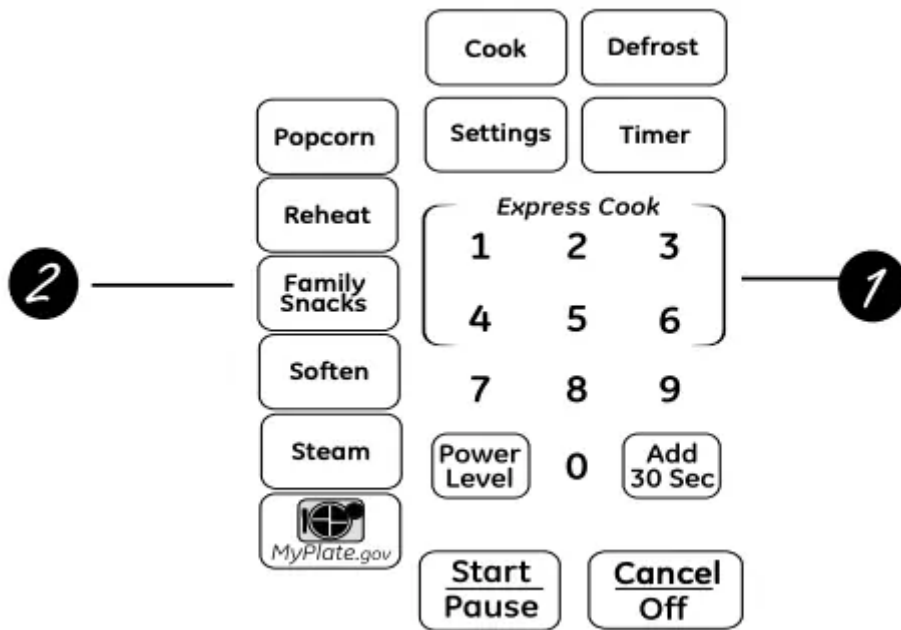 Cook
Defrost
Popcorn
Settings
Timer
Reheat
Express Cook
1 2 3
2
Family
Snacks
1
4 5 6
Soften
7 8 9
Steam
Power
Level
0
Add
30 Sec
MyPlate.gov
Start
Pause
Cancel
Off